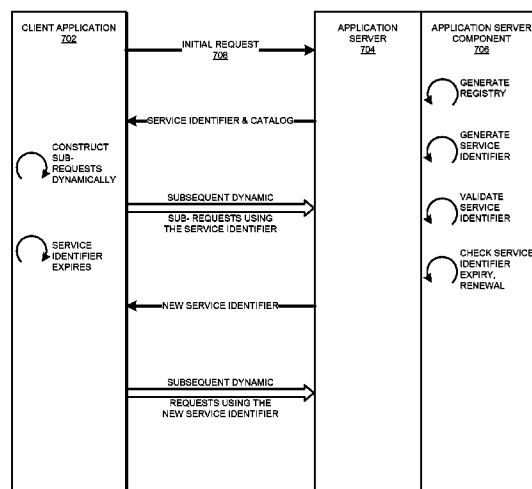 CLIENT APPLICATION
702
INITIAL REQUEST
708
APPLICATION
SERVER
704
APPLICATION SERVER
COMPONENT
706
GENERATE
REGISTRY
SERVICE IDENTIFIER & CATALOG
GENERATE
SERVICE
IDENTIFIER
CONSTRUCT
SUB-
REQUESTS
DYNAMICALLY
SUBSEQUENT DYNAMIC
SUB- REQUESTS USING
THE SERVICE IDENTIFIER
VALIDATE
SERVICE
IDENTIFIER
SERVICE
IDENTIFIER
EXPIRES
CHECK SERVICE
IDENTIFIER
EXPIRY,
RENEWAL
NEW SERVICE IDENTIFIER
SUBSEQUENT DYNAMIC
REQUESTS USING THE
NEW SERVICE IDENTIFIER